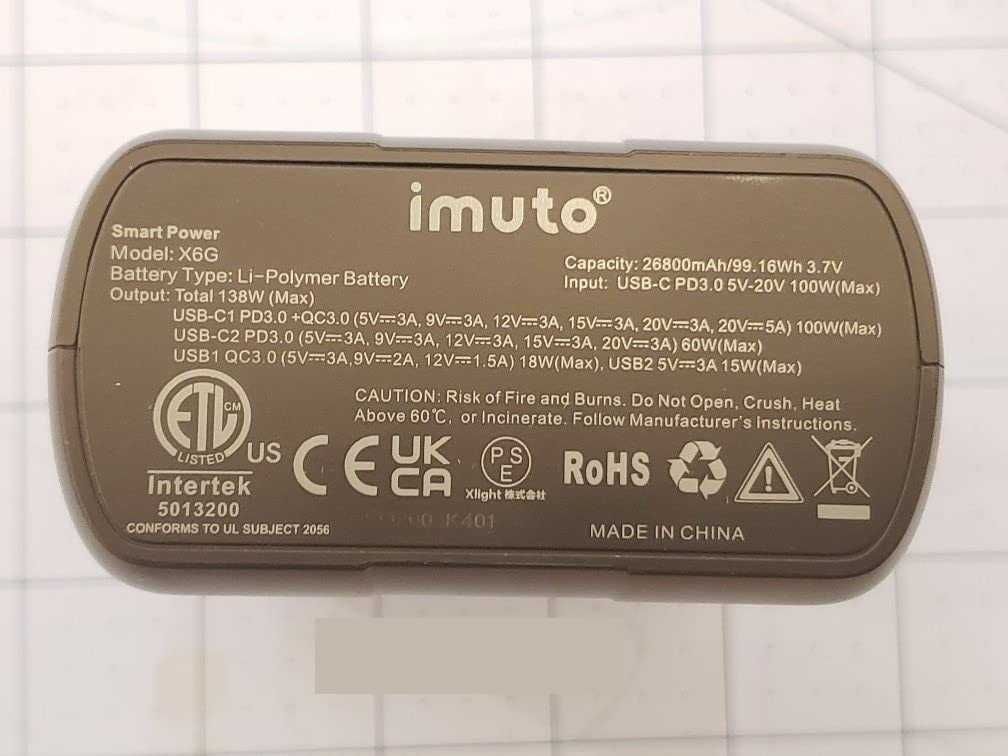 imuto®
Smart Power
Model: X6G
Battery Type: Li-Polymer Battery
Capacity: 26800mAh/99.16Wh 3.7V
Output: Total 138W (Max)
Input: USB-C PD3.0 5V-20V 100W(Max)
USB-C1 PD3.0 +QC3.0 (5V⎓3A, 9V⎓3A, 12V⎓3A, 15V⎓3A, 20V⎓3A, 20V⎓5A) 100W(Max)
USB-C2 PD3.0 (5V⎓3A, 9V⎓3A, 12V⎓3A, 15V⎓3A, 20V⎓3A) 60W(Max)
USB1 QC3.0 (5V⎓3A,9V⎓2A, 12V⎓1.5A) 18W(Max), USB2 5V⎓3A 15W(Max)
CAUTION: Risk of Fire and Burns. Do Not Open, Crush, Heat
Above 60℃, or Incinerate. Follow Manufacturer's Instructions.
ETL CM
LISTED US
CE UK
CA
PSE
Xlight 株式会社
RoHS
Intertek
5013200
CONFORMS TO UL SUBJECT 2056
K401
MADE IN CHINA